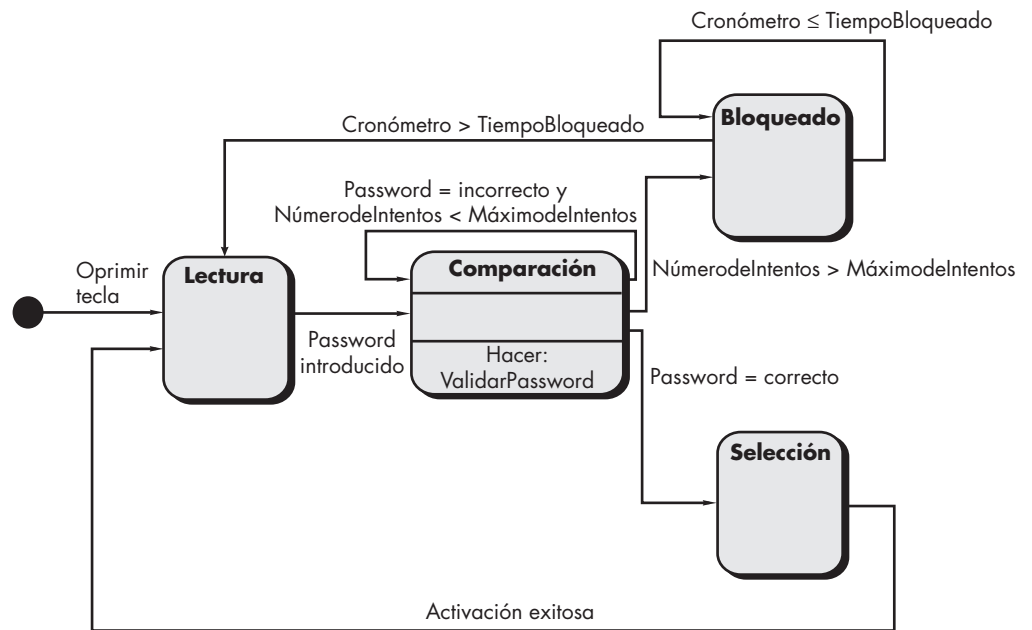 Cronómetro ≤ TiempoBloqueado
Bloqueado
Cronómetro > TiempoBloqueado
Password = incorrecto y
NúmerodeIntentos < MáximodeIntentos
Oprimir
tecla
Lectura
Comparación
NúmerodeIntentos > MáximodeIntentos
Password
introducido
Hacer:
ValidarPassword
Password = correcto
Selección
Activación exitosa